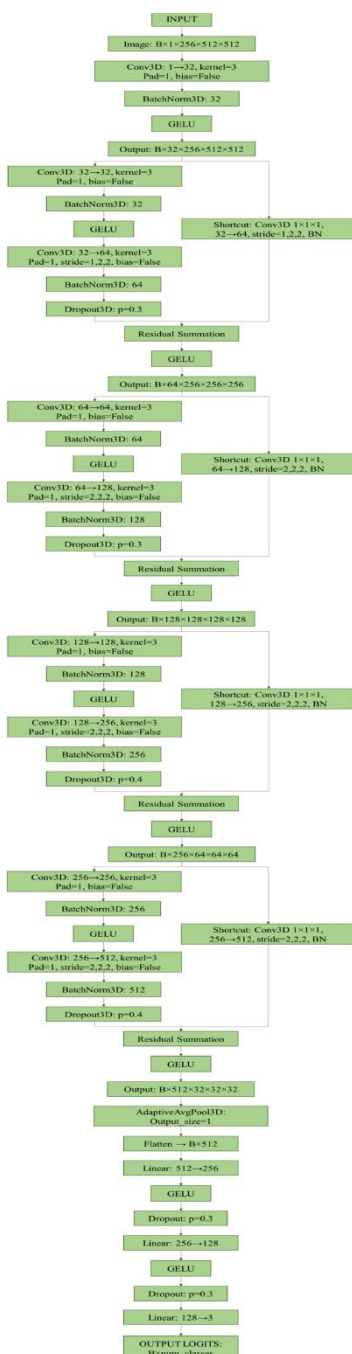 INPUT
Image: B×1×256×512×512
Conv3D: 1→32, kernel=3
Pad=1, bias=False
BatchNorm3D: 32
GELU
Output: B×32×256×512×512
Conv3D: 32→32, kernel=3
Pad=1, bias=False
BatchNorm3D: 32
GELU
Conv3D: 32→64, kernel=3
Pad=1, stride=1,2,2, bias=False
BatchNorm3D: 64
Dropout3D: p=0.3
Shortcut: Conv3D 1×1×1,
32→64, stride=1,2,2, BN
Residual Summation
GELU
Output: B×64×256×256×256
Conv3D: 64→64, kernel=3
Pad=1, bias=False
BatchNorm3D: 64
GELU
Conv3D: 64→128, kernel=3
Pad=1, stride=2,2,2, bias=False
BatchNorm3D: 128
Dropout3D: p=0.3
Shortcut: Conv3D 1×1×1,
64→128, stride=2,2,2, BN
Residual Summation
GELU
Output: B×128×128×128×128
Conv3D: 128→128, kernel=3
Pad=1, bias=False
BatchNorm3D: 128
GELU
Conv3D: 128→256, kernel=3
Pad=1, stride=2,2,2, bias=False
BatchNorm3D: 256
Dropout3D: p=0.4
Shortcut: Conv3D 1×1×1,
128→256, stride=2,2,2, BN
Residual Summation
GELU
Output: B×256×64×64×64
Conv3D: 256→256, kernel=3
Pad=1, bias=False
BatchNorm3D: 256
GELU
Conv3D: 256→512, kernel=3
Pad=1, stride=2,2,2, bias=False
BatchNorm3D: 512
Dropout3D: p=0.4
Shortcut: Conv3D 1×1×1,
256→512, stride=2,2,2, BN
Residual Summation
GELU
Output: B×512×32×32×32
AdaptiveAvgPool3D:
Output_size=1
Flatten → B×512
Linear: 512→256
GELU
Dropout: p=0.3
Linear: 256→128
GELU
Dropout: p=0.3
Linear: 128→3
OUTPUT LOGITS:
B×num_classes